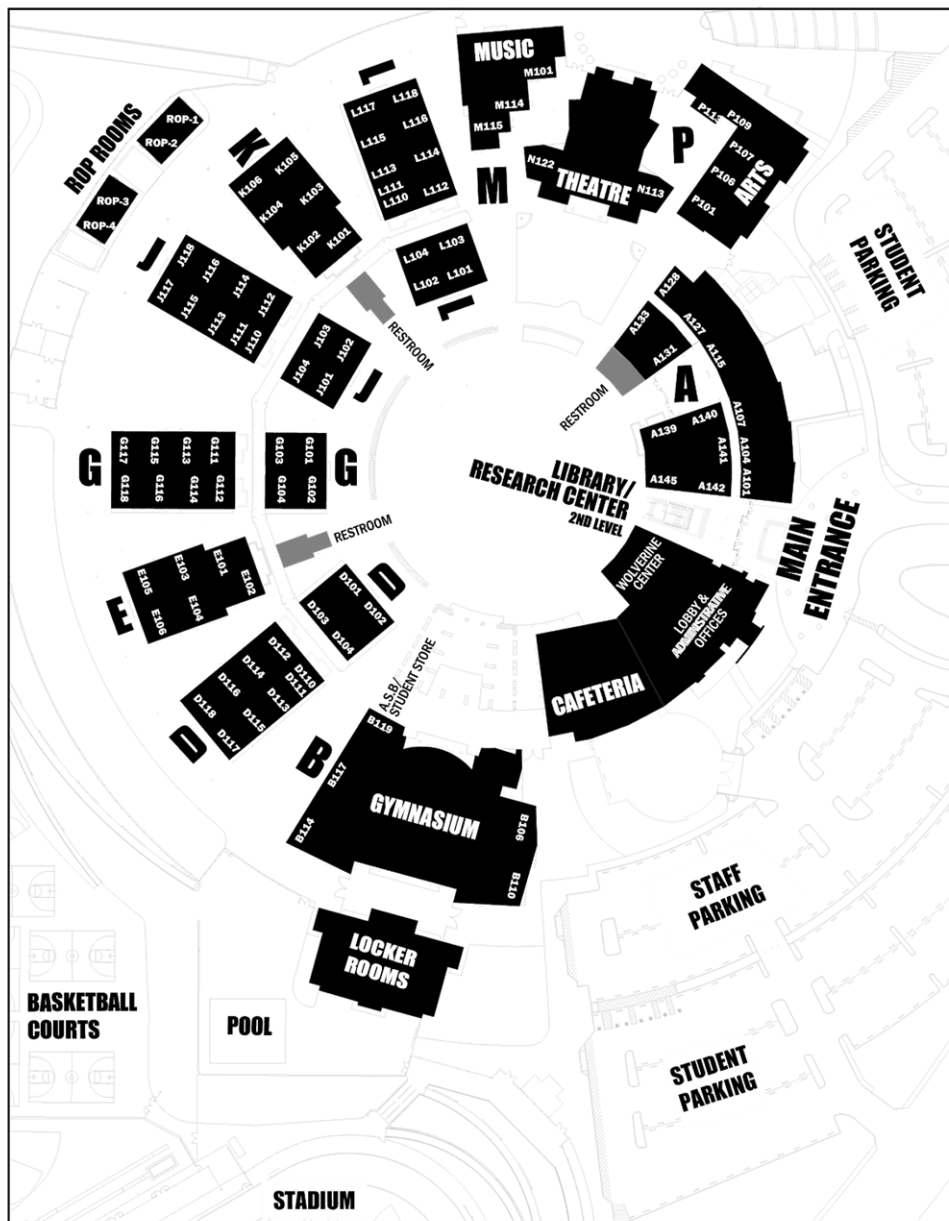 MUSIC
M101
M114
M115
M
THEATRE
N122
N113
P
P113
P109
P107
P106
P101
ARTS
STUDENT
PARKING
L
L117
L118
L115
L116
L113
L114
L111
L110
L112
L104
L103
L102
L101
L
ROP ROOMS
ROP-1
ROP-2
ROP-3
ROP-4
K
K106
K105
K104
K103
K102
K101
RESTROOM
J
J118
J117
J116
J115
J114
J113
J112
J111
J110
J103
J104
J102
J101
J
A128
A133
A127
A131
A115
A
RESTROOM
A139
A140
A107
A141
A104
A145
A142
A101
G
G117
G115
G113
G111
G118
G116
G114
G112
G103
G101
G104
G102
G
LIBRARY/
RESEARCH CENTER
2ND LEVEL
MAIN
ENTRANCE
RESTROOM
E
E105
E103
E101
E102
E106
E104
D
D101
D102
D103
D104
WOLVERINE
CENTER
LOBBY &
ADMINISTRATIVE
OFFICES
CAFETERIA
D112
D110
D114
D111
D116
D113
D118
D115
D117
D
A.S.B/
STUDENT STORE
B
B119
B117
B114
GYMNASIUM
B106
B110
STAFF
PARKING
LOCKER
ROOMS
BASKETBALL
COURTS
POOL
STUDENT
PARKING
STADIUM